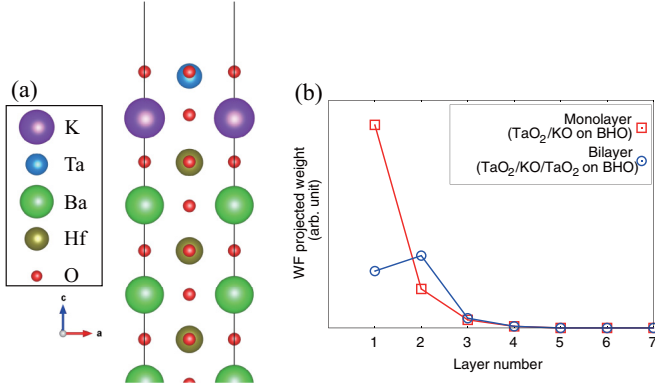 (a)
K
Ta
Ba
Hf
O
c
a
(b)
WF projected weight
(arb. unit)
Monolayer
(TaO2/KO on BHO)
Bilayer
(TaO2/KO/TaO2 on BHO)
1 2 3 4 5 6 7
Layer number